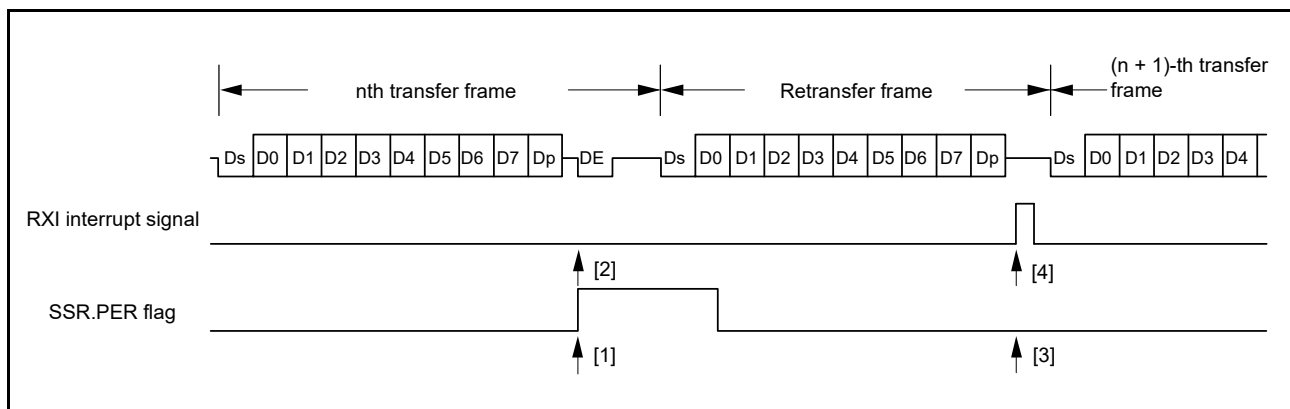 nth transfer frame
Retransfer frame
(n + 1)-th transfer
frame
Ds D0 D1 D2 D3 D4 D5 D6 D7 Dp DE Ds D0 D1 D2 D3 D4 D5 D6 D7 Dp Ds D0 D1 D2 D3 D4
RXI interrupt signal
[2] [4]
SSR.PER flag
[1] [3]